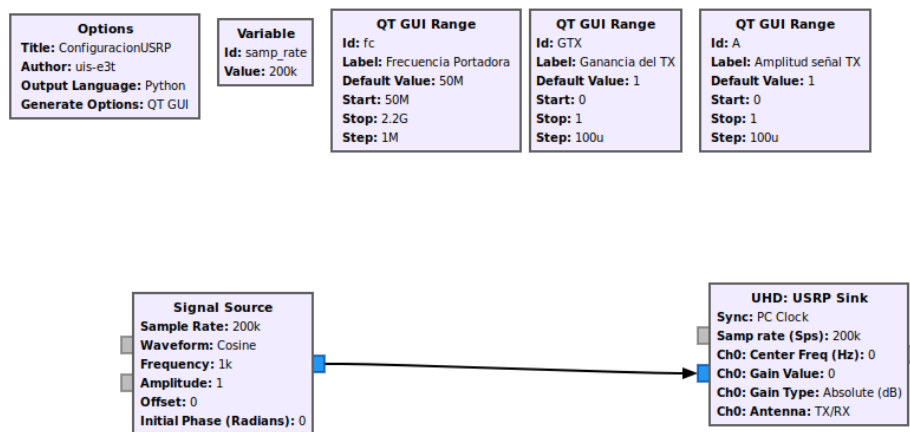 Options
Title: ConfiguracionUSRP
Author: uis-e3t
Output Language: Python
Generate Options: QT GUI
Variable
Id: samp_rate
Value: 200k
QT GUI Range
Id: fc
Label: Frecuencia Portadora
Default Value: 50M
Start: 50M
Stop: 2.2G
Step: 1M
QT GUI Range
Id: GTX
Label: Ganancia del TX
Default Value: 1
Start: 0
Stop: 1
Step: 100u
QT GUI Range
Id: A
Label: Amplitud señal TX
Default Value: 1
Start: 0
Stop: 1
Step: 100u
Signal Source
Sample Rate: 200k
Waveform: Cosine
Frequency: 1k
Amplitude: 1
Offset: 0
Initial Phase (Radians): 0
UHD: USRP Sink
Sync: PC Clock
Samp rate (Sps): 200k
Ch0: Center Freq (Hz): 0
Ch0: Gain Value: 0
Ch0: Gain Type: Absolute (dB)
Ch0: Antenna: TX/RX